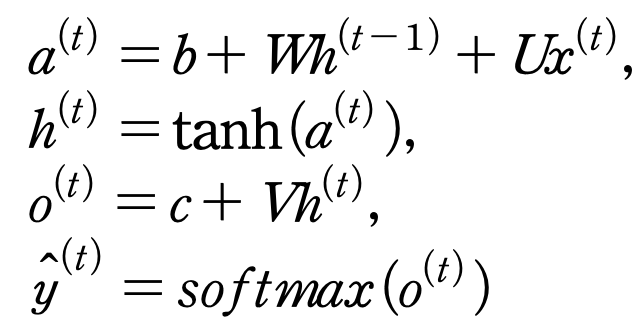 a^{(t)} = b + Wh^{(t-1)} + Ux^{(t)},
h^{(t)} = tanh(a^{(t)}),
o^{(t)} = c + Vh^{(t)},
ŷ^{(t)} = softmax(o^{(t)})